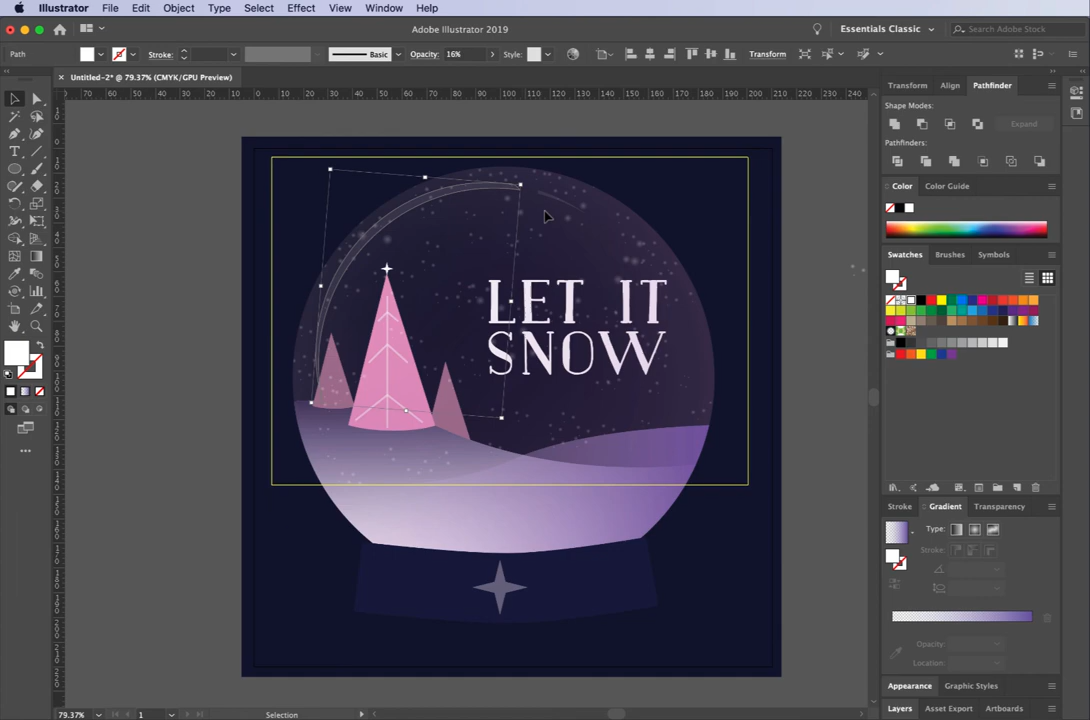 Illustrator File Edit Object Type Select Effect View Window Help
Adobe Illustrator 2019
Essentials Classic
Search Adobe Stock
Path
Stroke:
Basic
Opacity: 16%
Style:
Transform
× Untitled-2* @ 79.37% (CMYK/GPU Preview)
Transform Align Pathfinder
Shape Modes:
Expand
Pathfinders:
Color Color Guide
Swatches Brushes Symbols
LET IT
SNOW
Stroke Gradient Transparency
Type:
Stroke:
Opacity:
Location:
Appearance Graphic Styles
Layers Asset Export Artboards
79.37% 1 Selection